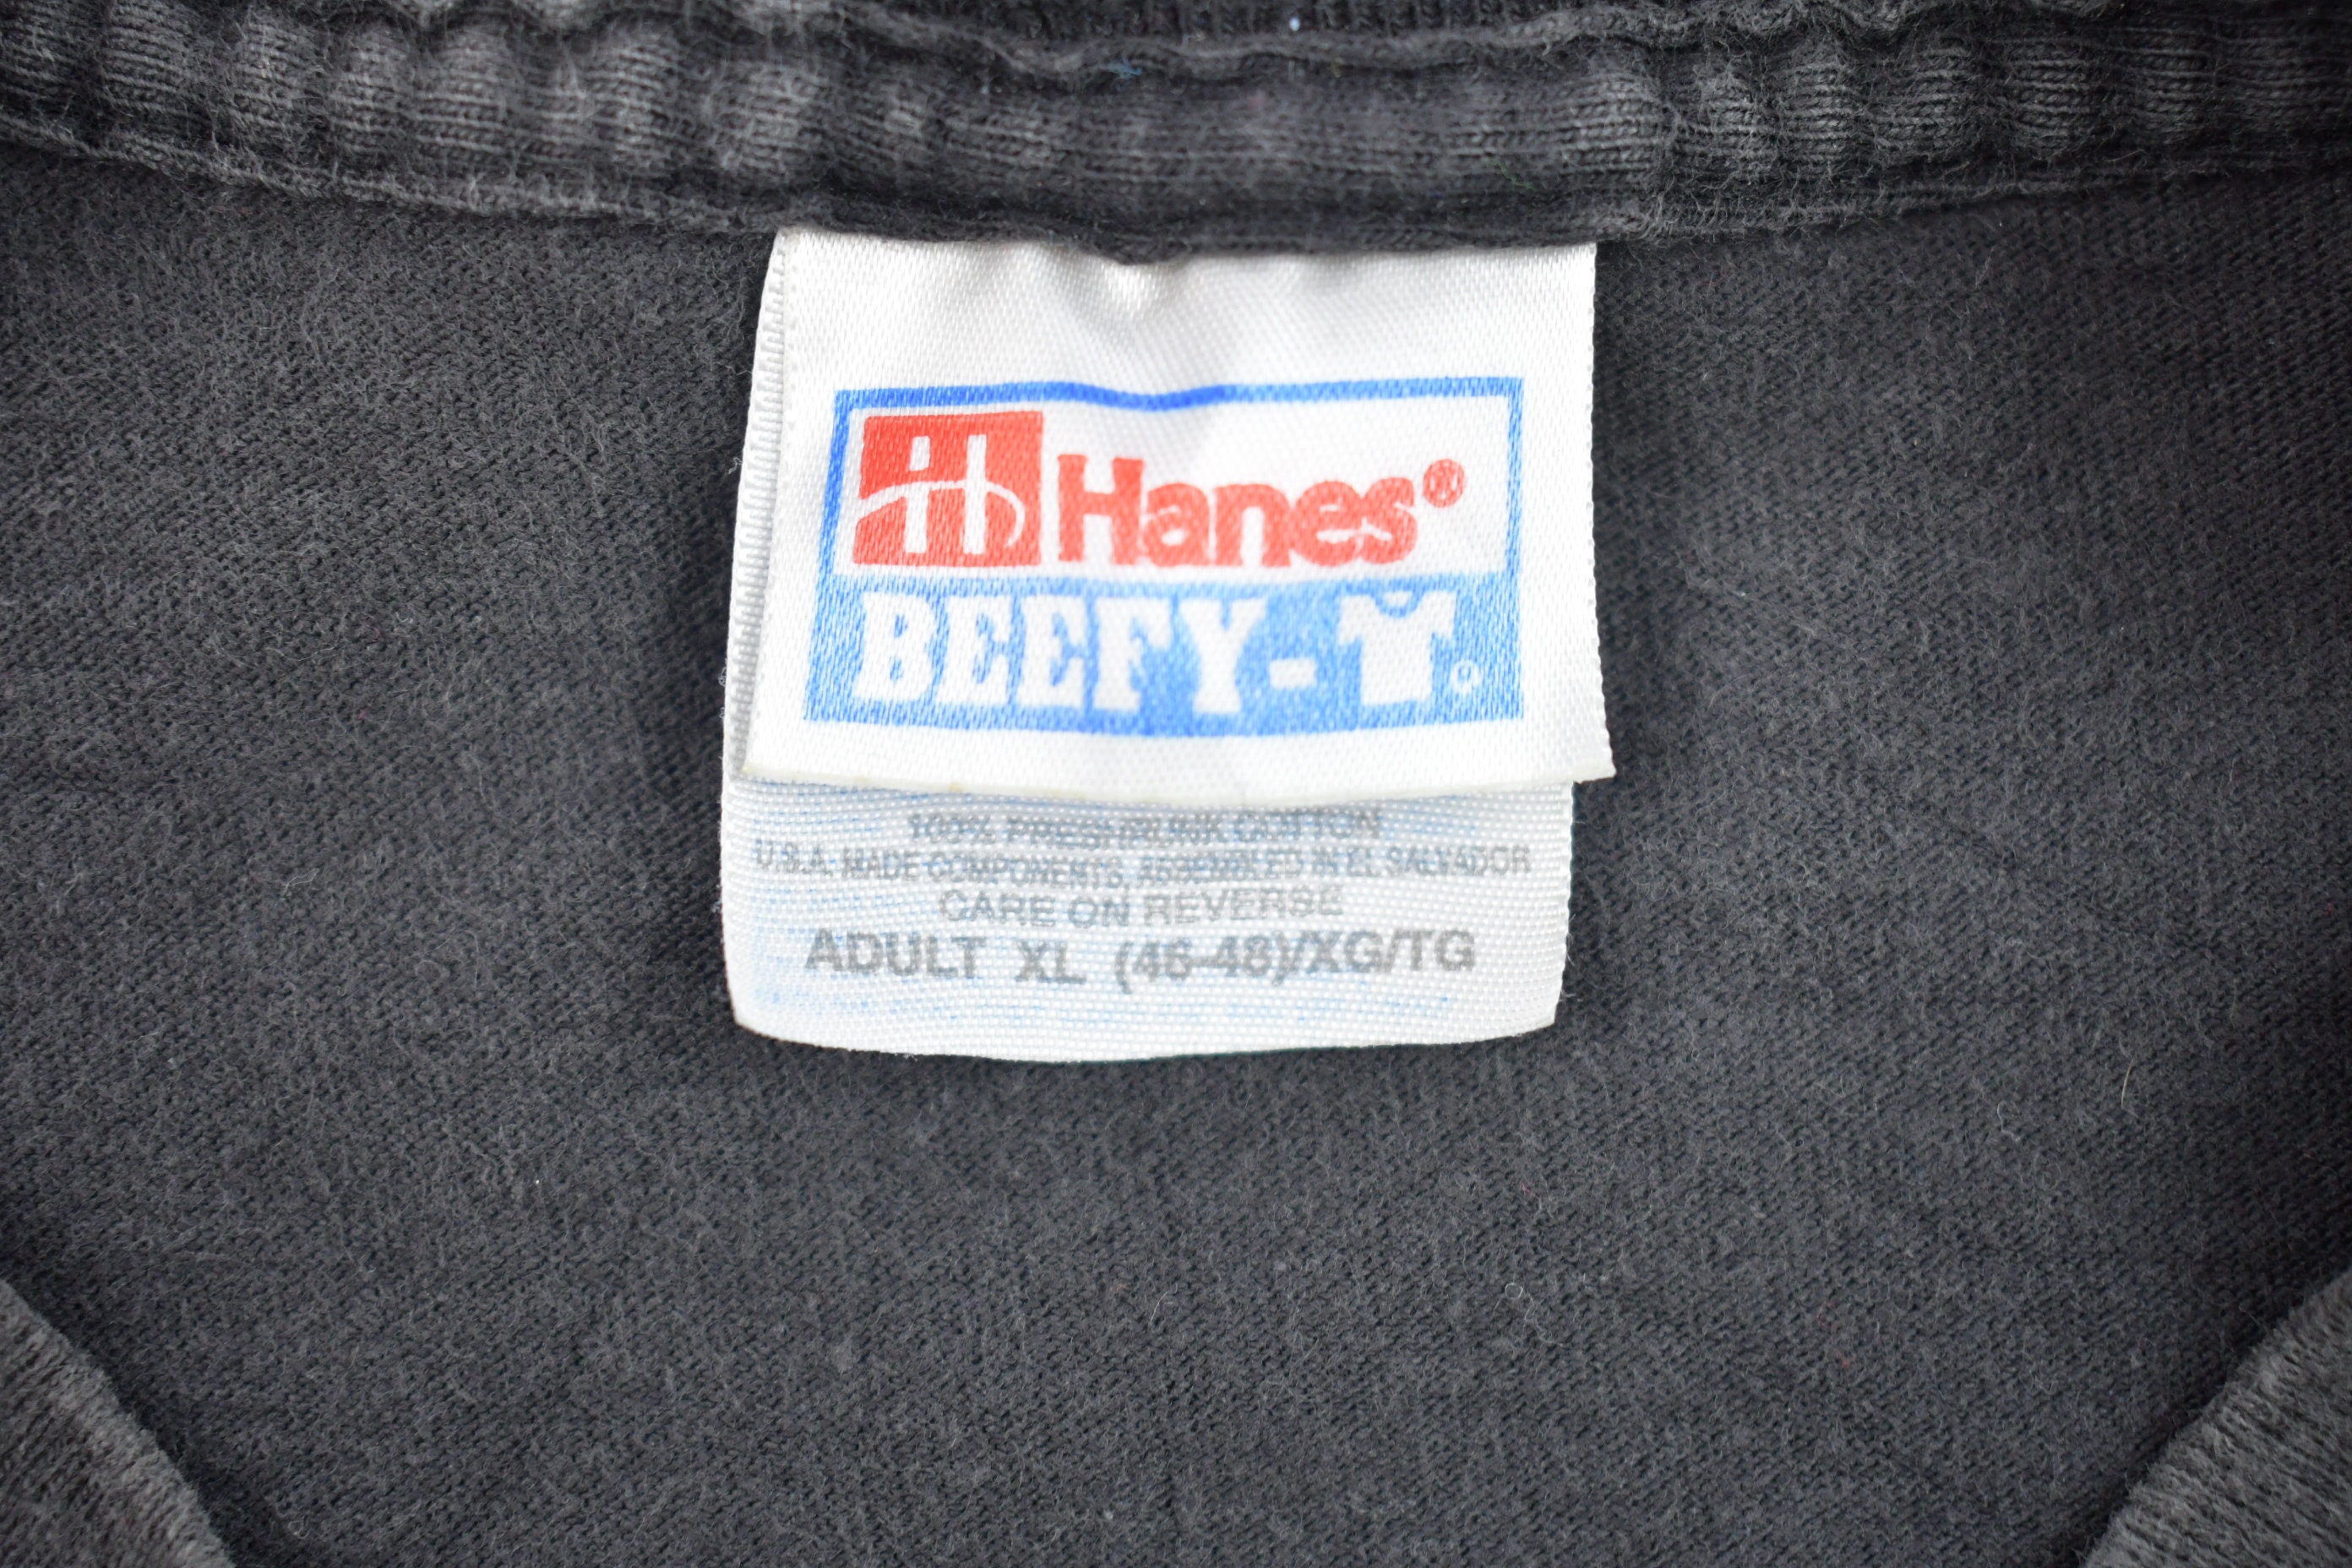 Hanes®
BEEFY-T®
100% PRESHRUNK COTTON
U.S.A. MADE COMPONENTS, ASSEMBLED IN EL SALVADOR
CARE ON REVERSE
ADULT XL (46-48)/XG/TG